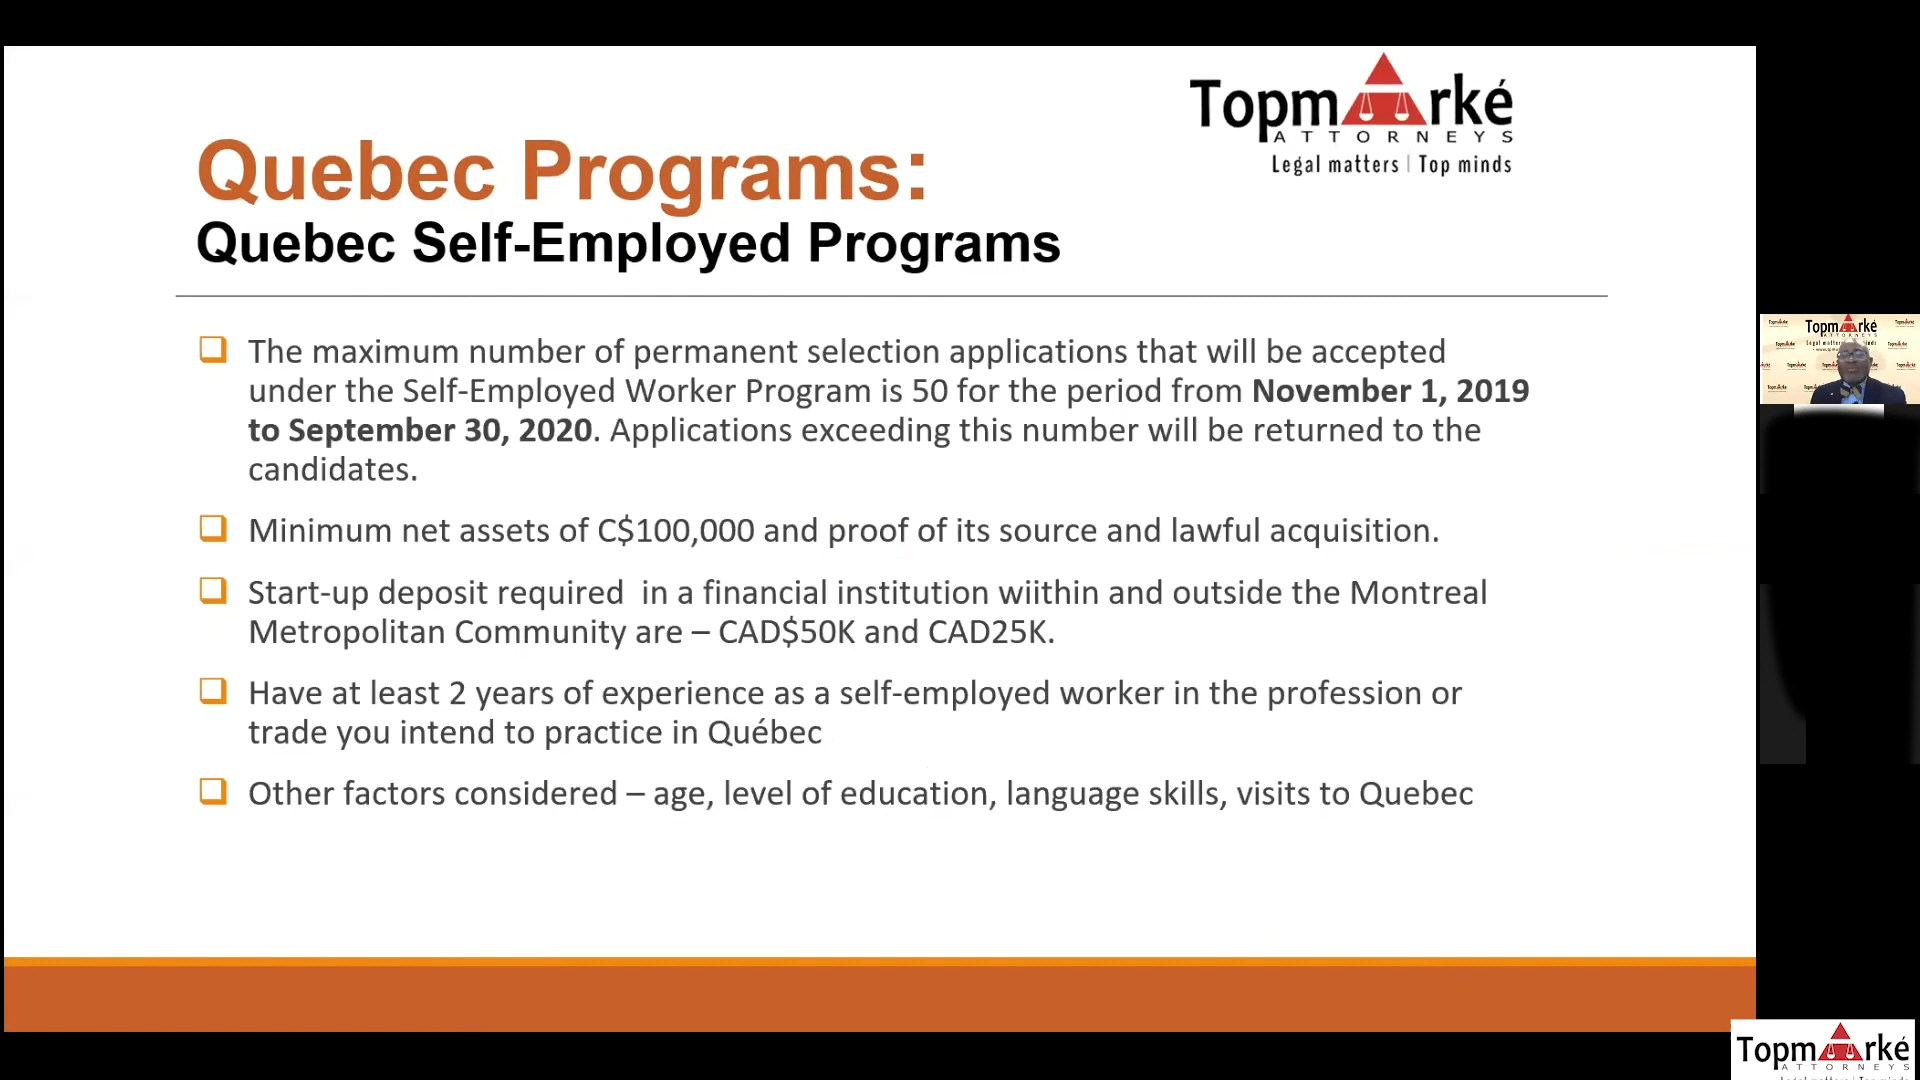 Topmarké
ATTORNEYS
Legal matters | Top minds
Quebec Programs:
Quebec Self-Employed Programs
The maximum number of permanent selection applications that will be accepted
under the Self-Employed Worker Program is 50 for the period from November 1, 2019
to September 30, 2020. Applications exceeding this number will be returned to the
candidates.
Minimum net assets of C$100,000 and proof of its source and lawful acquisition.
Start-up deposit required  in a financial institution wiithin and outside the Montreal
Metropolitan Community are – CAD$50K and CAD25K.
Have at least 2 years of experience as a self-employed worker in the profession or
trade you intend to practice in Québec
Other factors considered – age, level of education, language skills, visits to Quebec
Topmarké
ATTORNEYS
Topmarké
ATTORNEYS